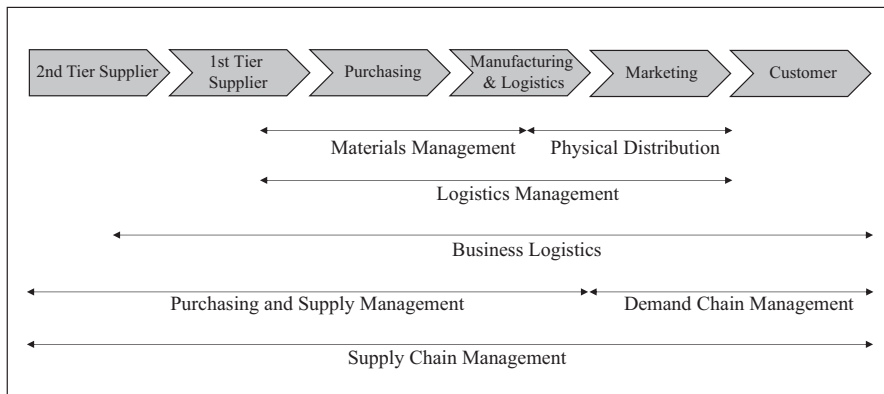 2nd Tier Supplier
1st Tier
Supplier
Purchasing
Manufacturing
& Logistics
Marketing
Customer
Materials Management
Physical Distribution
Logistics Management
Business Logistics
Purchasing and Supply Management
Demand Chain Management
Supply Chain Management